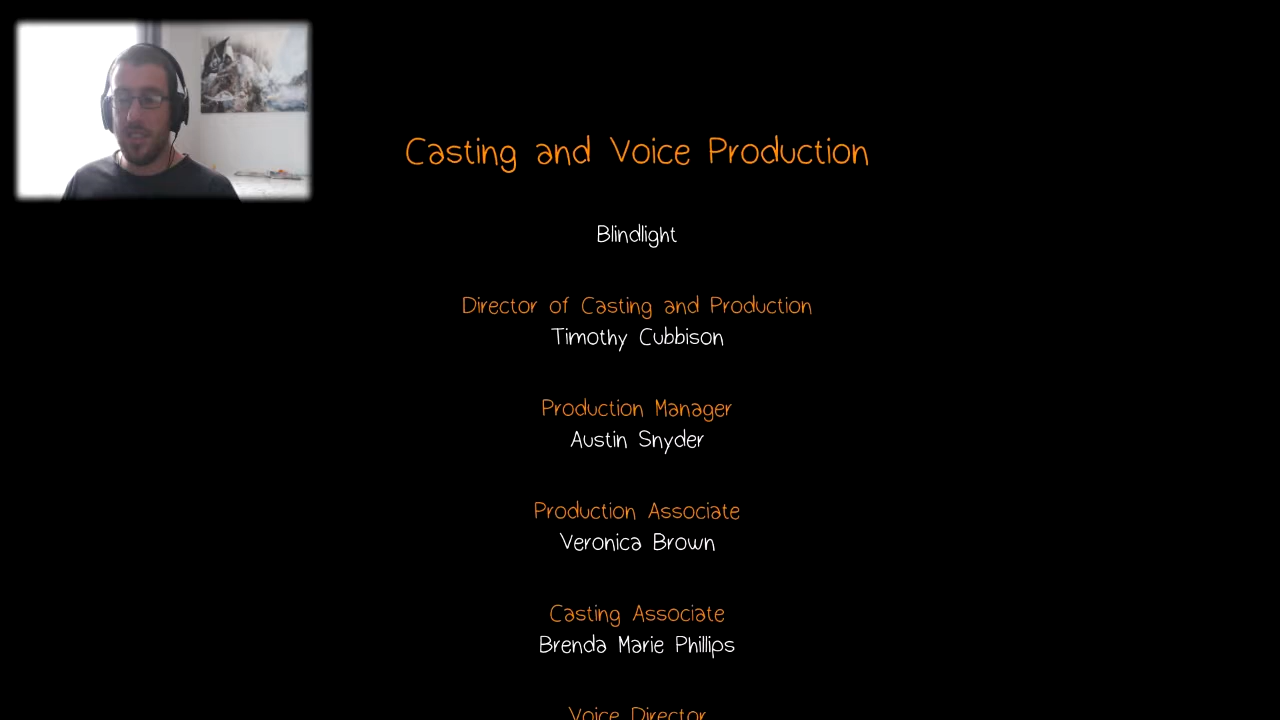 Casting and Voice Production
Blindlight
Director of Casting and Production
Timothy Cubbison
Production Manager
Austin Snyder
Production Associate
Veronica Brown
Casting Associate
Brenda Marie Phillips
Voice Director